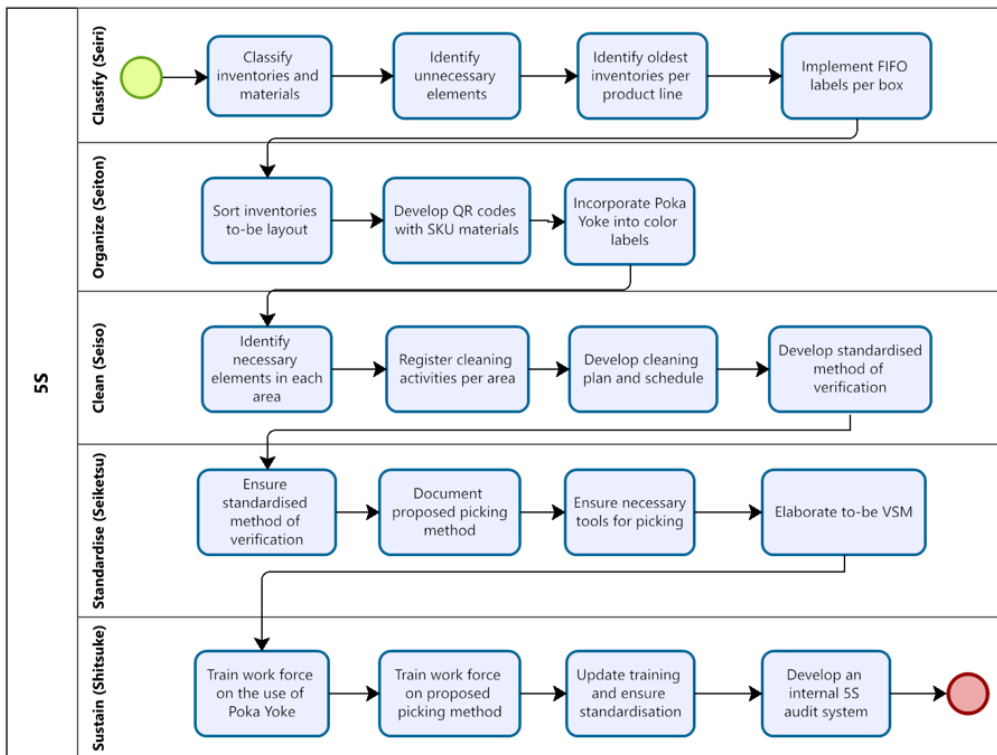 5S
Classify (Seiri)
Classify
inventories and
materials
Identify
unnecessary
elements
Identify oldest
inventories per
product line
Implement FIFO
labels per box
Organize (Seiton)
Sort inventories
to-be layout
Develop QR codes
with SKU materials
Incorporate Poka
Yoke into color
labels
Clean (Seiso)
Identify
necessary
elements in each
area
Register cleaning
activities per area
Develop cleaning
plan and schedule
Develop standardised
method of
verification
Standardise (Seiketsu)
Ensure
standardised
method of
verification
Document
proposed picking
method
Ensure necessary
tools for picking
Elaborate to-be VSM
Sustain (Shitsuke)
Train work force
on the use of
Poka Yoke
Train work force
on proposed
picking method
Update training
and ensure
standardisation
Develop an
internal 5S
audit system